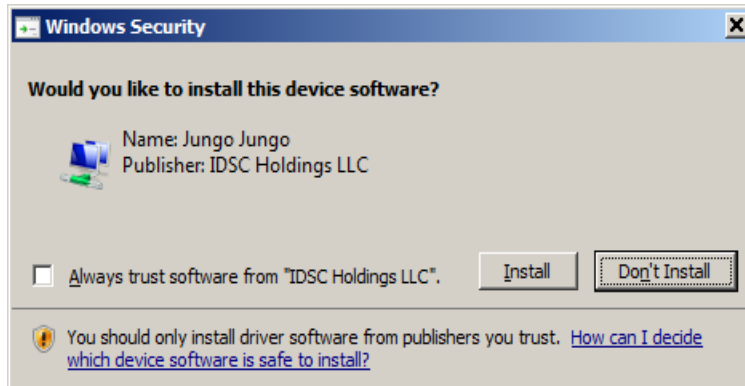 Windows Security
Would you like to install this device software?
Name: Jungo Jungo
Publisher: IDSC Holdings LLC
Always trust software from "IDSC Holdings LLC".
Install
Don't Install
You should only install driver software from publishers you trust. How can I decide
which device software is safe to install?